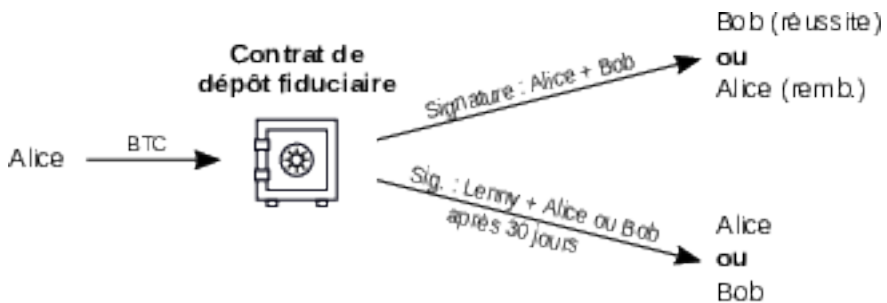 Contrat de
dépôt fiduciaire
Alice
BTC
Signature : Alice + Bob
Bob (réussite)
ou
Alice (remb.)
Sig. : Lenny + Alice ou Bob
après 30 jours
Alice
ou
Bob